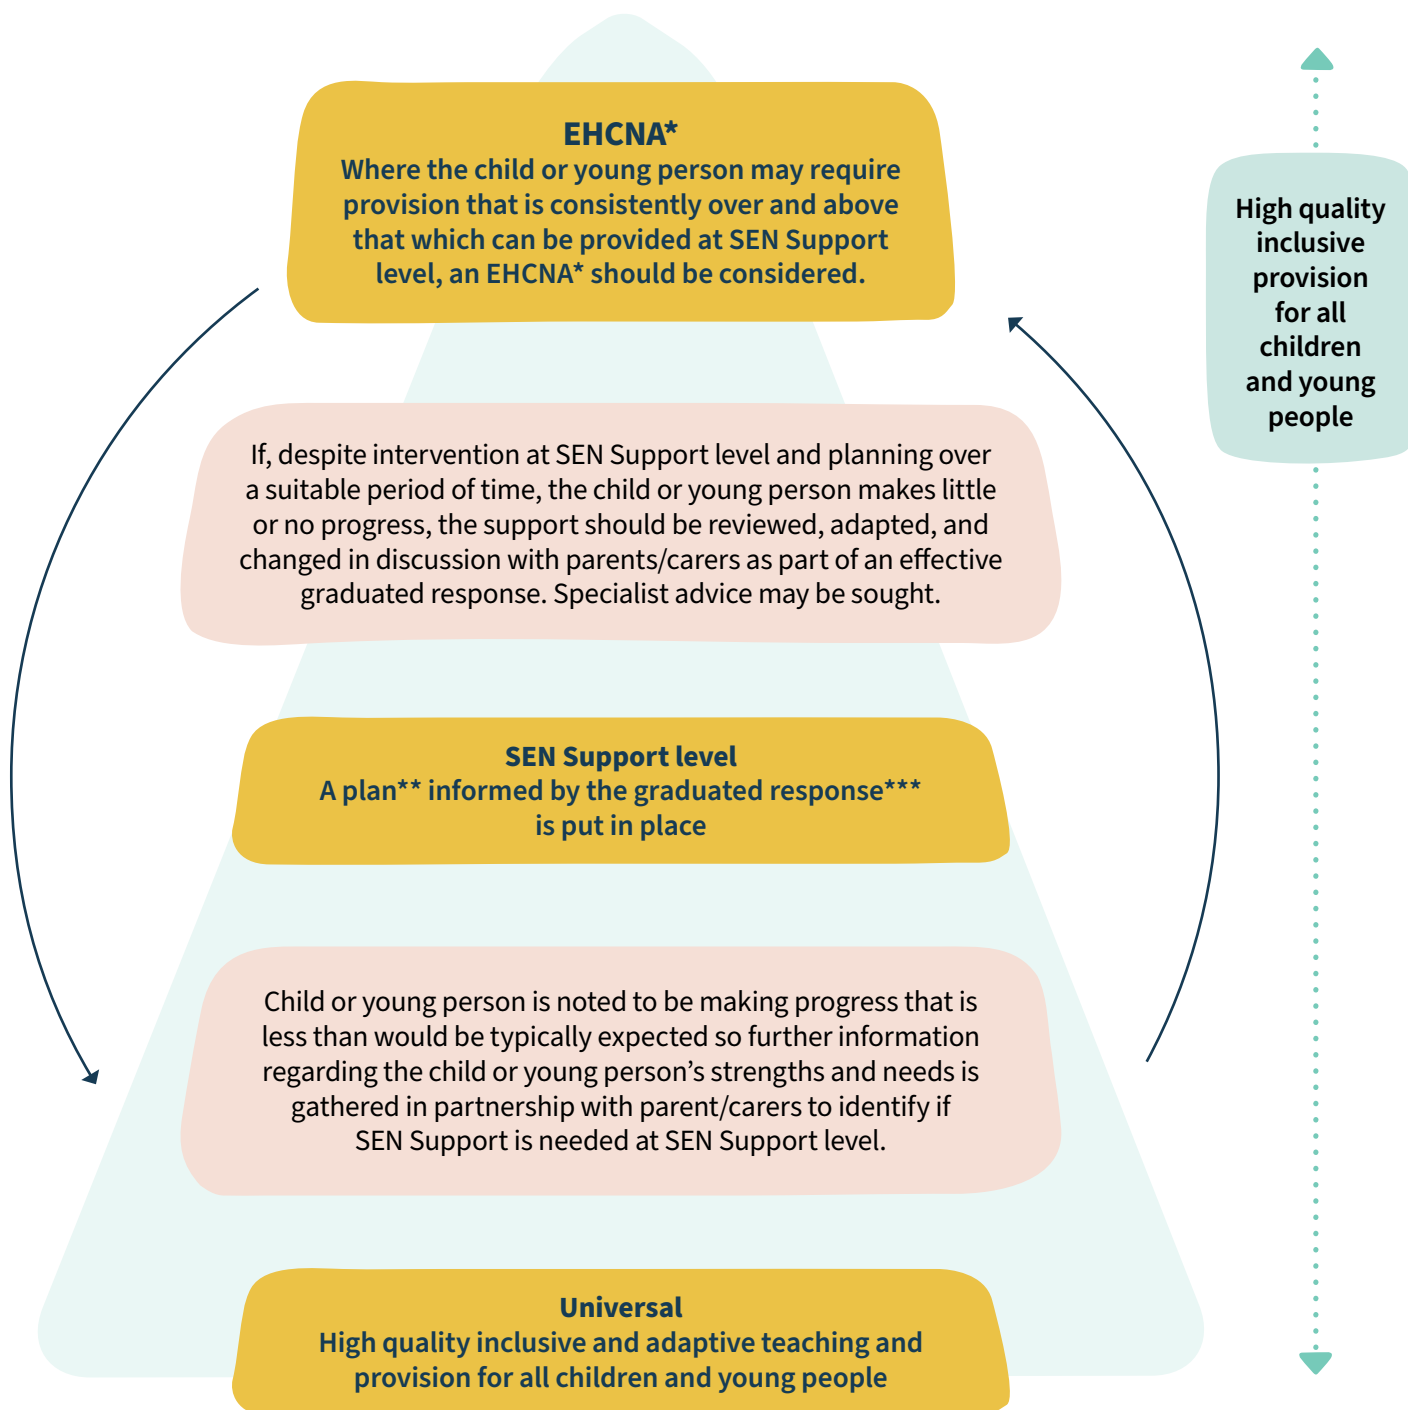 EHCNA*
Where the child or young person may require
provision that is consistently over and above
that which can be provided at SEN Support
level, an EHCNA* should be considered.
High quality
inclusive
provision
for all
children
and young
people
If, despite intervention at SEN Support level and planning over
a suitable period of time, the child or young person makes little
or no progress, the support should be reviewed, adapted, and
changed in discussion with parents/carers as part of an effective
graduated response. Specialist advice may be sought.
SEN Support level
A plan** informed by the graduated response***
is put in place
Child or young person is noted to be making progress that is
less than would be typically expected so further information
regarding the child or young person’s strengths and needs is
gathered in partnership with parent/carers to identify if
SEN Support is needed at SEN Support level.
Universal
High quality inclusive and adaptive teaching and
provision for all children and young people